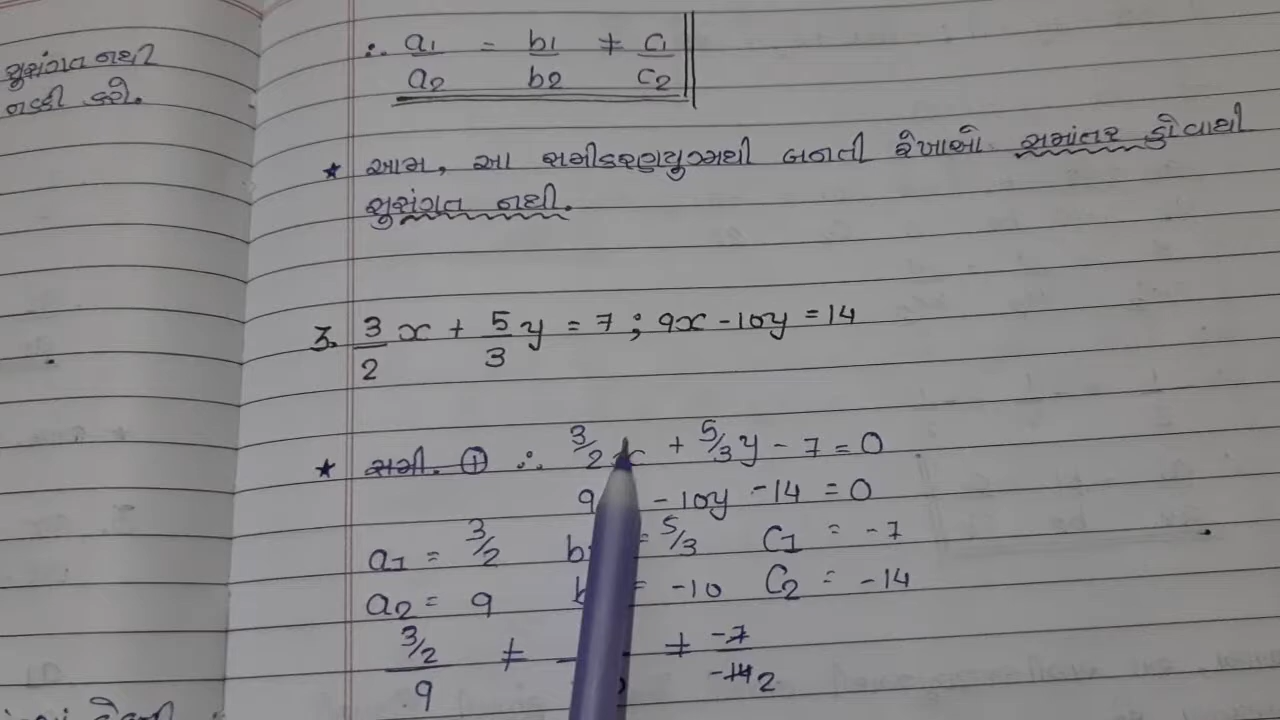 સુસંગત નથી
નક્કી કરો.
∴ a1/a2 = b1/b2 ≠ c1/c2
* આમ, આ સમીકરણયુગ્મથી બનતી રેખાઓ સમાંતર હોવાથી
સુસંગત નથી.
3. 3/2 x + 5/3 y = 7 ; 9x - 10y = 14
* સમી. ① ∴ 3/2 x + 5/3 y - 7 = 0
9 - 10y - 14 = 0
a1 = 3/2 b = 5/3 C1 = -7
a2 = 9 = -10 C2 = -14
3/2 / 9 ≠ ≠ -7 / -14 2